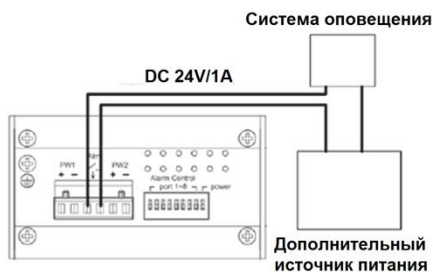 Система оповещения
DC 24V/1A
PW1
PW2
+ -
+ -
Alarm Control
port 1~8
power
Дополнительный
источник питания